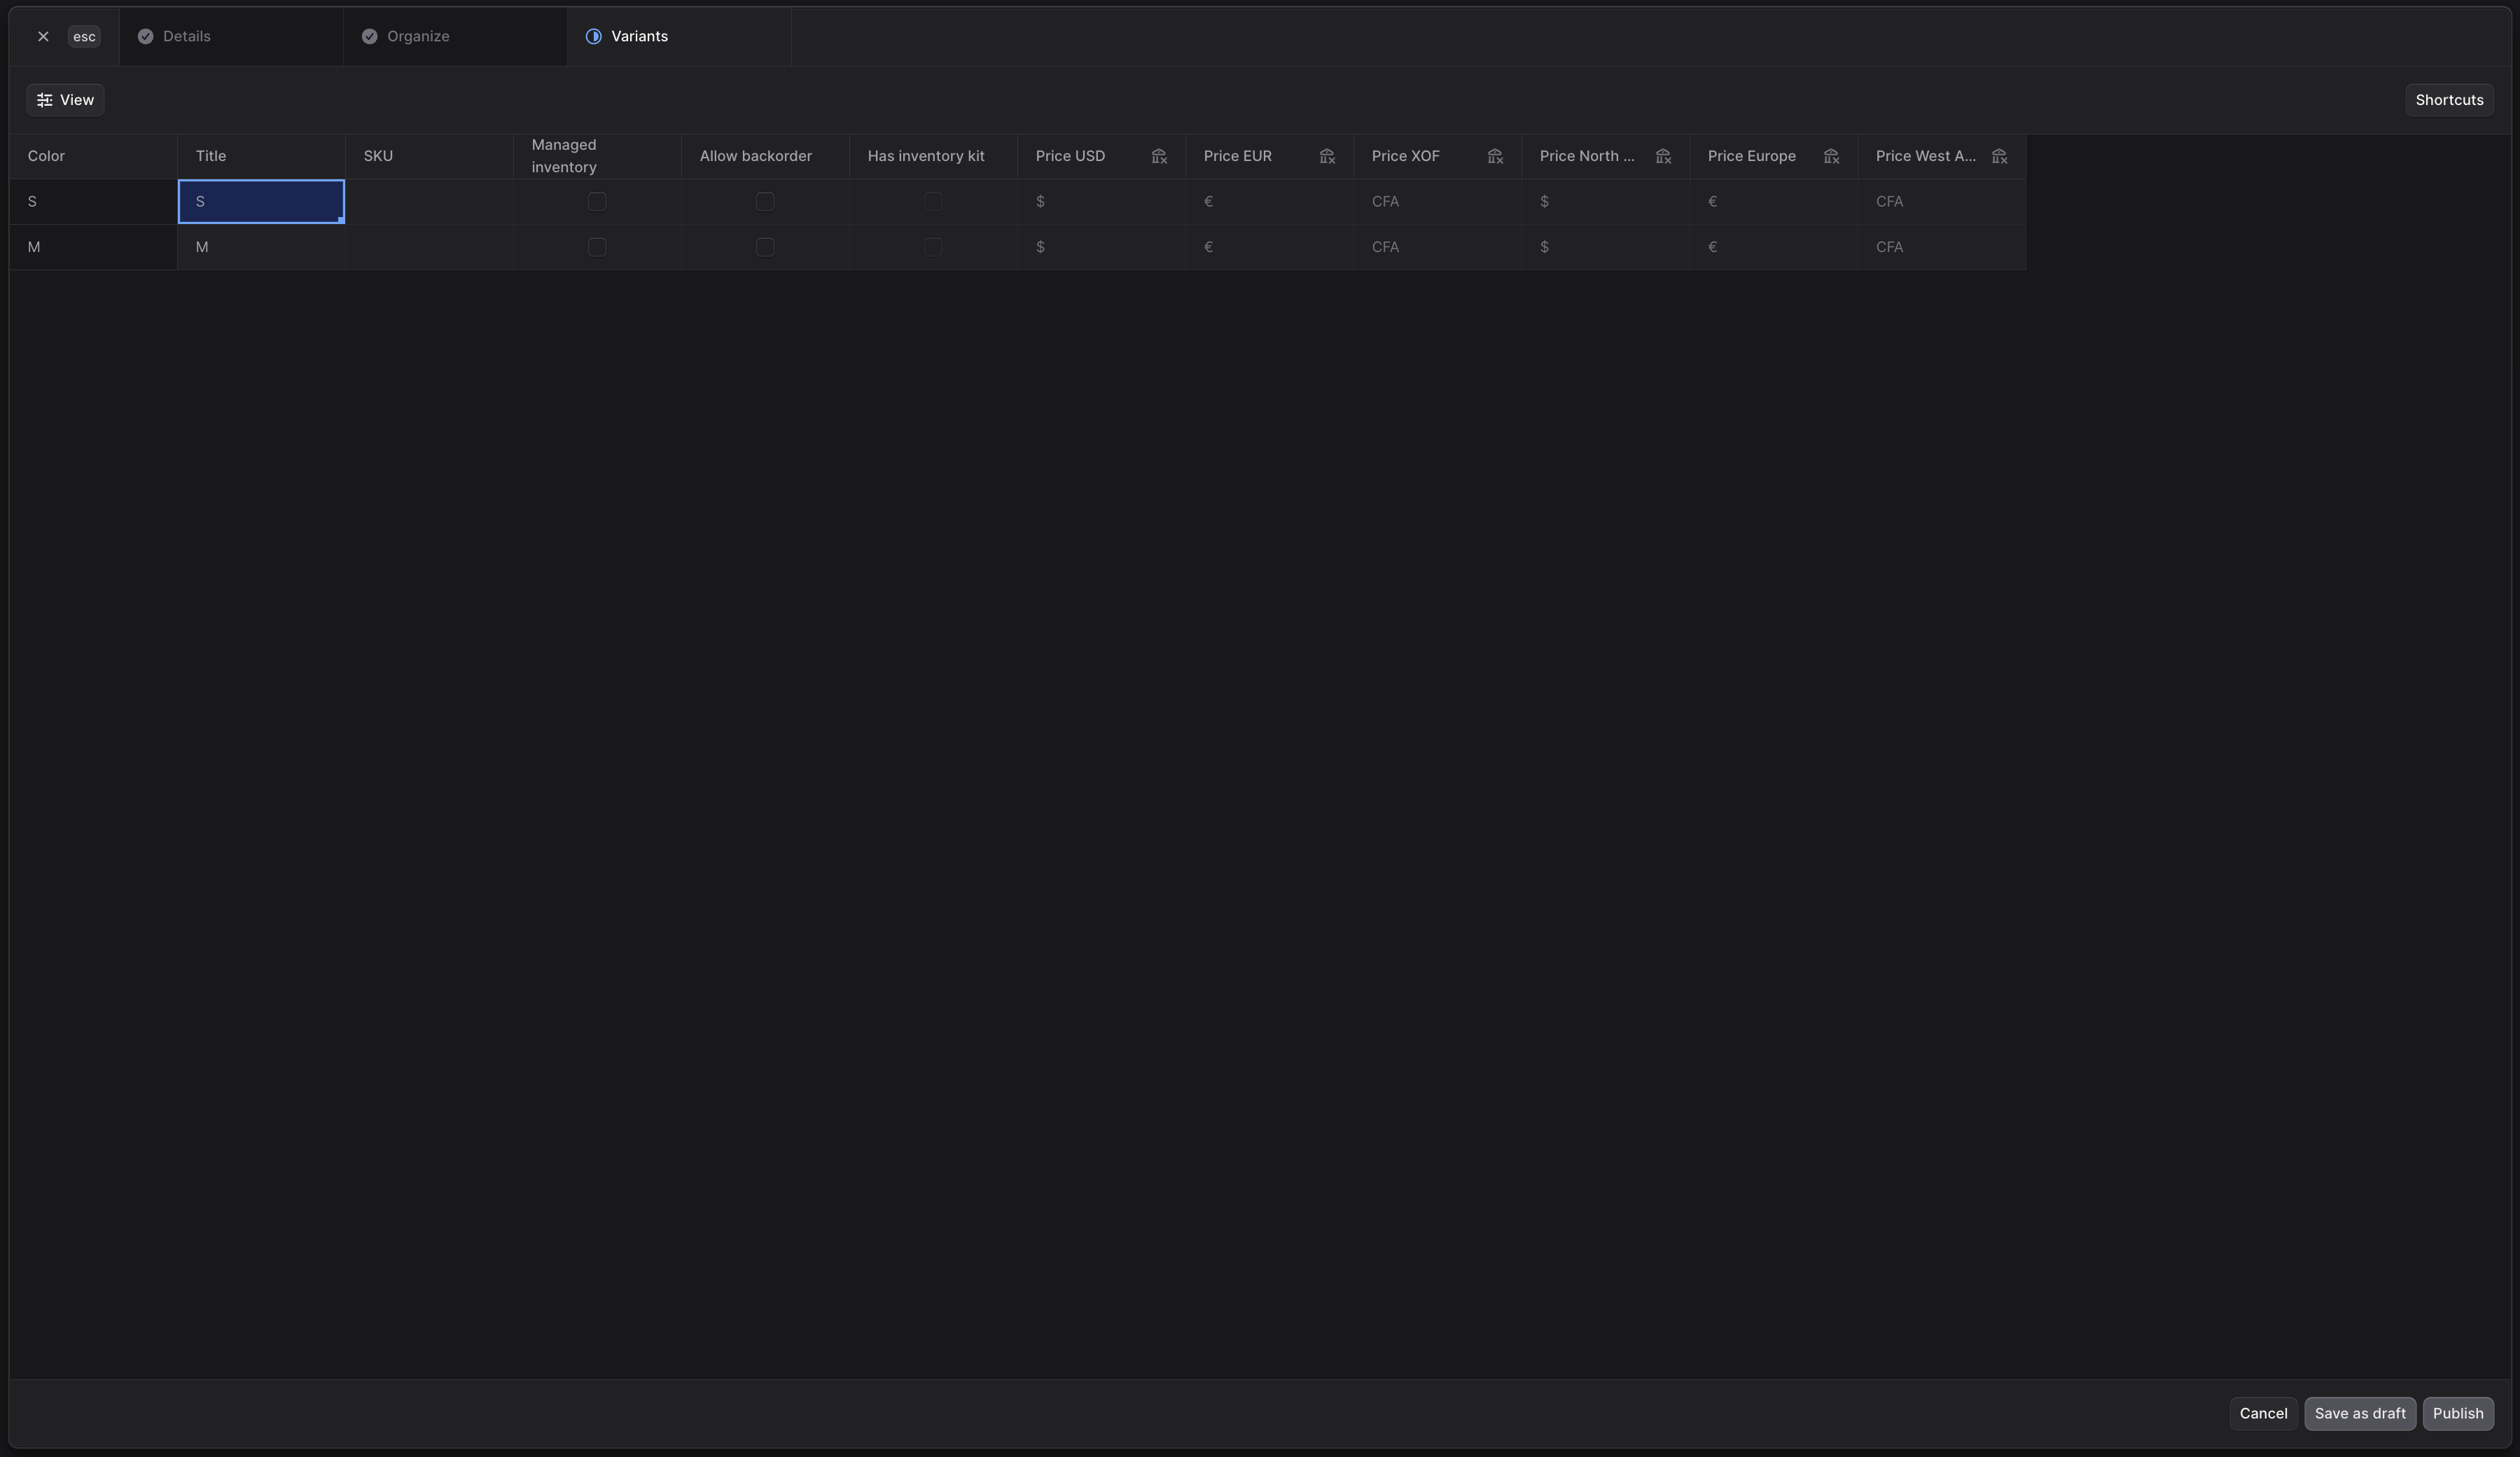 esc
Details
Organize
Variants
View
Shortcuts
Color
Title
SKU
Managed
inventory
Allow backorder
Has inventory kit
Price USD
Price EUR
Price XOF
Price North ...
Price Europe
Price West A...
S
S
$
€
CFA
$
€
CFA
M
M
$
€
CFA
$
€
CFA
Cancel
Save as draft
Publish